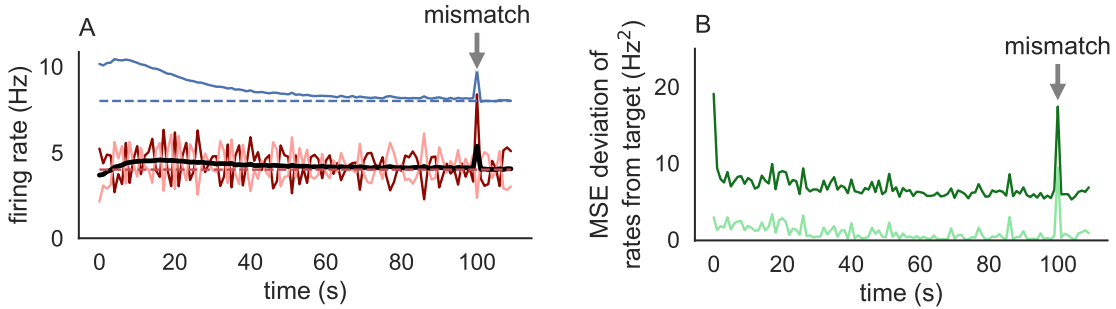 A
mismatch
firing rate (Hz)
10
5
0
0 20 40 60 80 100
time (s)
B
mismatch
MSE deviation of
rates from target (Hz²)
20
10
0
0 20 40 60 80 100
time (s)